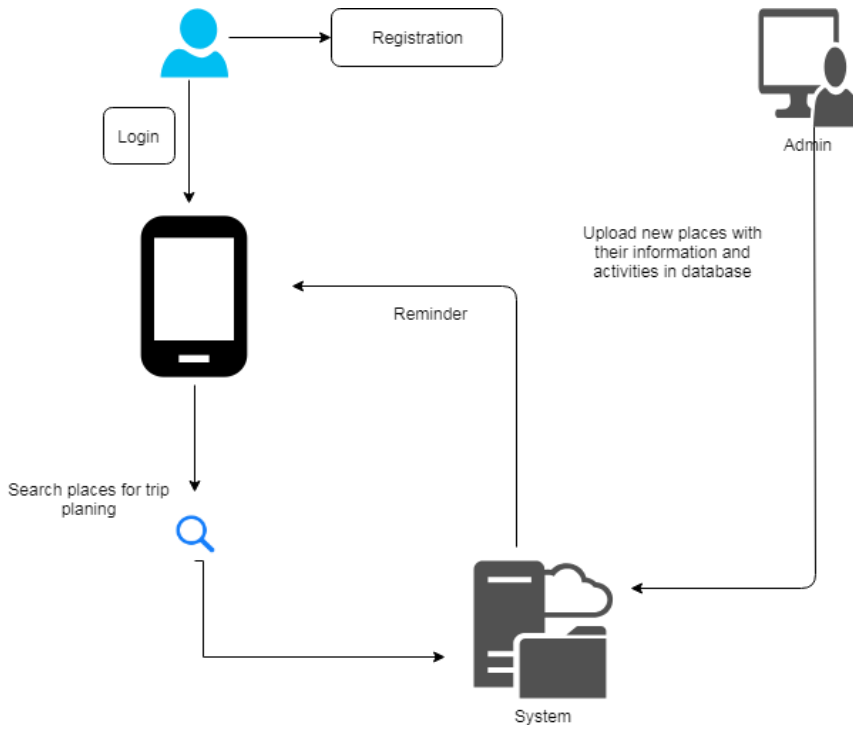 Registration
Login
Admin
Upload new places with
their information and
activities in database
Reminder
Search places for trip
planing
System